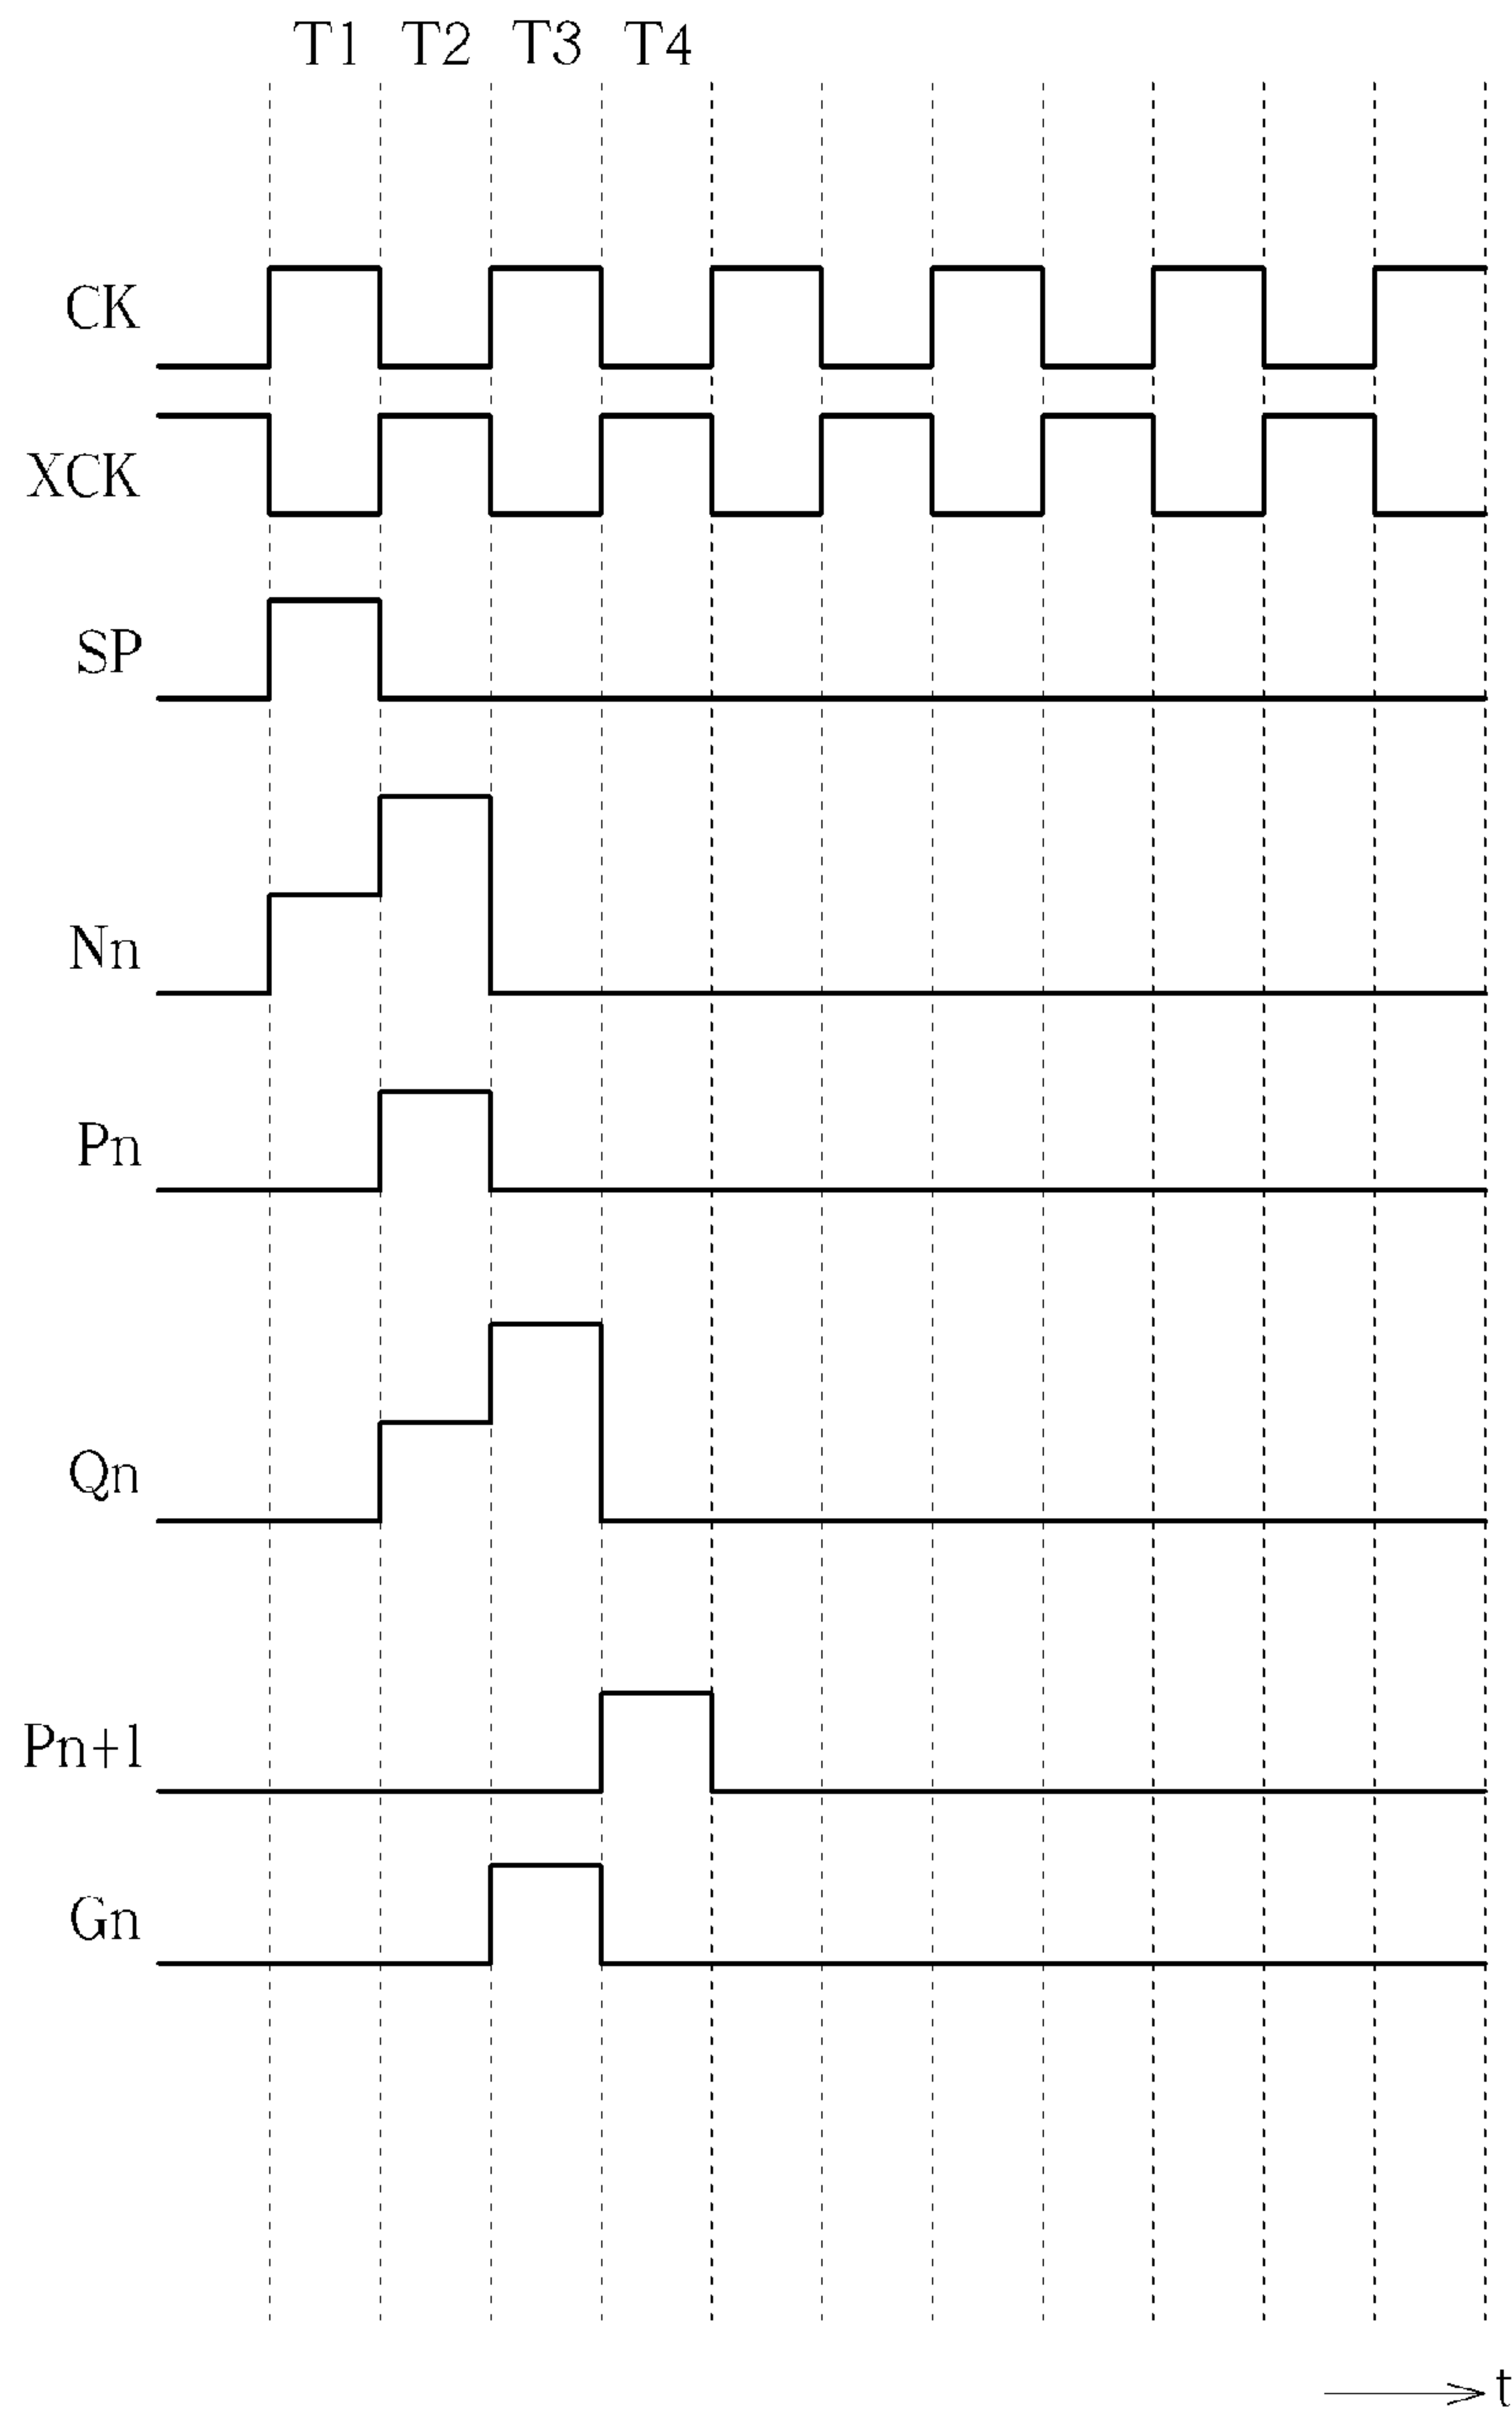 T1 T2 T3 T4
CK
XCK
SP
Nn
Pn
Qn
Pn+1
Gn
t